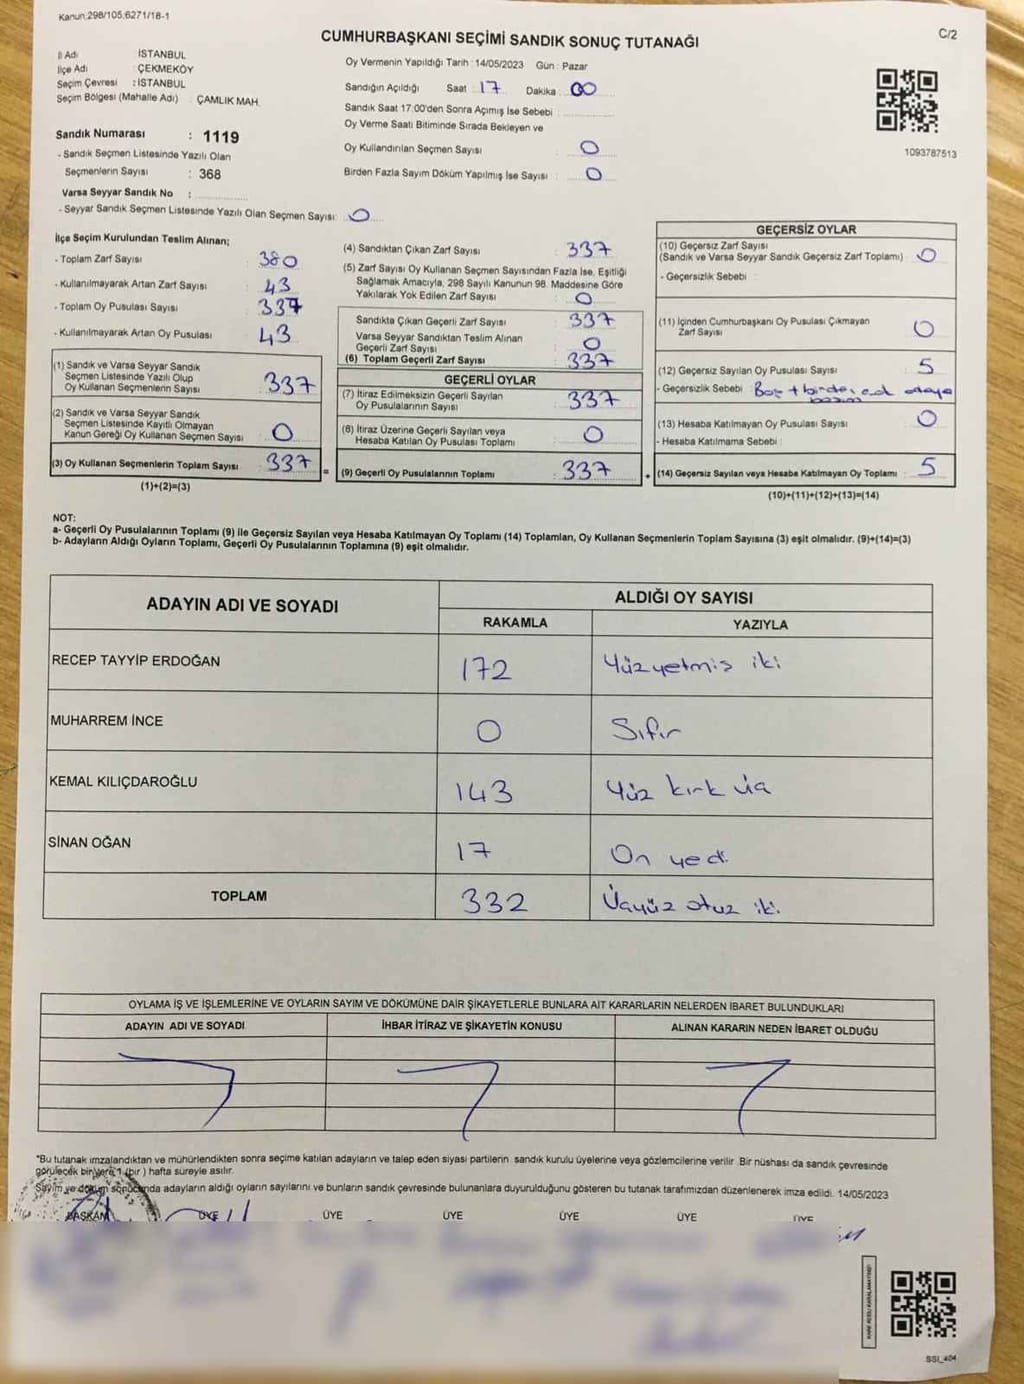 Kanun:298/105:6271/18-1
C/2
CUMHURBAŞKANI SEÇİMİ SANDIK SONUÇ TUTANAĞI
İl Adı : İSTANBUL
İlçe Adı : ÇEKMEKÖY
Seçim Çevresi : İSTANBUL
Seçim Bölgesi (Mahalle Adı) : ÇAMLIK MAH.
Oy Vermenin Yapıldığı Tarih : 14/05/2023 Gün : Pazar
Sandığın Açıldığı Saat : 17 Dakika : 00
Sandık Saat 17:00'den Sonra Açımış İse Sebebi :
Oy Verme Saati Bitiminde Sırada Bekleyen ve
Oy Kullandırılan Seçmen Sayısı : 0
Birden Fazla Sayım Döküm Yapılmış İse Sayısı : 0
1093787513
Sandık Numarası : 1119
- Sandık Seçmen Listesinde Yazılı Olan
Seçmenlerin Sayısı : 368
Varsa Seyyar Sandık No :
- Seyyar Sandık Seçmen Listesinde Yazılı Olan Seçmen Sayısı: 0
İlçe Seçim Kurulundan Teslim Alınan;
- Toplam Zarf Sayısı : 380
- Kullanılmayarak Artan Zarf Sayısı : 43
- Toplam Oy Pusulası Sayısı : 337
- Kullanılmayarak Artan Oy Pusulası : 43
(1) Sandık ve Varsa Seyyar Sandık
Seçmen Listesinde Yazılı Olup
Oy Kullanan Seçmenlerin Sayısı : 337
(2) Sandık ve Varsa Seyyar Sandık
Seçmen Listesinde Kayıtlı Olmayan
Kanun Gereği Oy Kullanan Seçmen Sayısı : 0
(3) Oy Kullanan Seçmenlerin Toplam Sayısı : 337 =
(1)+(2)=(3)
(4) Sandıktan Çıkan Zarf Sayısı : 337
(5) Zarf Sayısı Oy Kullanan Seçmen Sayısından Fazla İse, Eşitliği
Sağlamak Amacıyla, 298 Sayılı Kanunun 98. Maddesine Göre
Yakılarak Yok Edilen Zarf Sayısı : 0
Sandıkta Çıkan Geçerli Zarf Sayısı : 337
Varsa Seyyar Sandıktan Teslim Alınan
Geçerli Zarf Sayısı : 0
(6) Toplam Geçerli Zarf Sayısı : 337
GEÇERLİ OYLAR
(7) İtiraz Edilmeksizin Geçerli Sayılan
Oy Pusulalarının Sayısı : 337
(8) İtiraz Üzerine Geçerli Sayılan veya
Hesaba Katılan Oy Pusulası Toplamı : 0
(9) Geçerli Oy Pusulalarının Toplamı : 337 +
GEÇERSİZ OYLAR
(10) Geçersiz Zarf Sayısı
(Sandık ve Varsa Seyyar Sandık Geçersiz Zarf Toplamı) : 0
- Geçersizlik Sebebi :
(11) İçinden Cumhurbaşkanı Oy Pusulası Çıkmayan
Zarf Sayısı : 0
(12) Geçersiz Sayılan Oy Pusulası Sayısı : 5
- Geçersizlik Sebebi : Boş +
(13) Hesaba Katılmayan Oy Pusulası Sayısı : 0
- Hesaba Katılmama Sebebi :
(14) Geçersiz Sayılan veya Hesaba Katılmayan Oy Toplamı : 5
(10)+(11)+(12)+(13)=(14)
NOT:
a- Geçerli Oy Pusulalarının Toplamı (9) ile Geçersiz Sayılan veya Hesaba Katılmayan Oy Toplamı (14) Toplamları, Oy Kullanan Seçmenlerin Toplam Sayısına (3) eşit olmalıdır. (9)+(14)=(3)
b- Adayların Aldığı Oyların Toplamı, Geçerli Oy Pusulalarının Toplamına (9) eşit olmalıdır.
ADAYIN ADI VE SOYADI
ALDIĞI OY SAYISI
RAKAMLA YAZIYLA
RECEP TAYYİP ERDOĞAN 172 Yüzyetmiş iki
MUHARREM İNCE 0 Sıfır
KEMAL KILIÇDAROĞLU 143 Yüz kırk üç
SİNAN OĞAN 17 On yedi
TOPLAM 332 Üçyüz otuz iki
OYLAMA İŞ VE İŞLEMLERİNE VE OYLARIN SAYIM VE DÖKÜMÜNE DAİR ŞİKAYETLERLE BUNLARA AİT KARARLARIN NELERDEN İBARET BULUNDUKLARI
ADAYIN ADI VE SOYADI İHBAR İTİRAZ VE ŞİKAYETİN KONUSU ALINAN KARARIN NEDEN İBARET OLDUĞU
*Bu tutanak imzalandıktan ve mühürlendikten sonra seçime katılan adayların ve talep eden siyasi partilerin sandık kurulu üyelerine veya gözlemcilerine verilir. Bir nüshası da sandık çevresinde
görülecek bir yere 1 (bir) hafta süreyle asılır.
Sayım ve döküm sonucunda adayların aldığı oyların sayılarını ve bunların sandık çevresinde bulunanlara duyurulduğunu gösteren bu tutanak tarafımızdan düzenlenerek imza edildi. 14/05/2023
BAŞKAN ÜYE ÜYE ÜYE ÜYE ÜYE ÜYE
KARE KODU KARALAMAYINIZ!
SSI_404